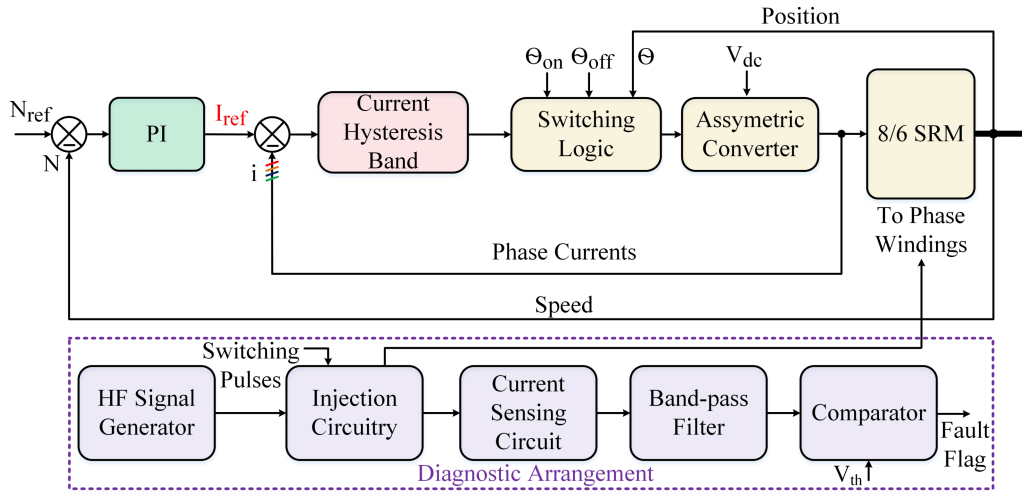 Position
Θon
Θoff
Θ
Vdc
Nref
N
PI
Iref
i
Current
Hysteresis
Band
Switching
Logic
Assymetric
Converter
8/6 SRM
To Phase
Windings
Phase Currents
Speed
Switching
Pulses
HF Signal
Generator
Injection
Circuitry
Current
Sensing
Circuit
Band-pass
Filter
Comparator
Fault
Flag
Vth
Diagnostic Arrangement